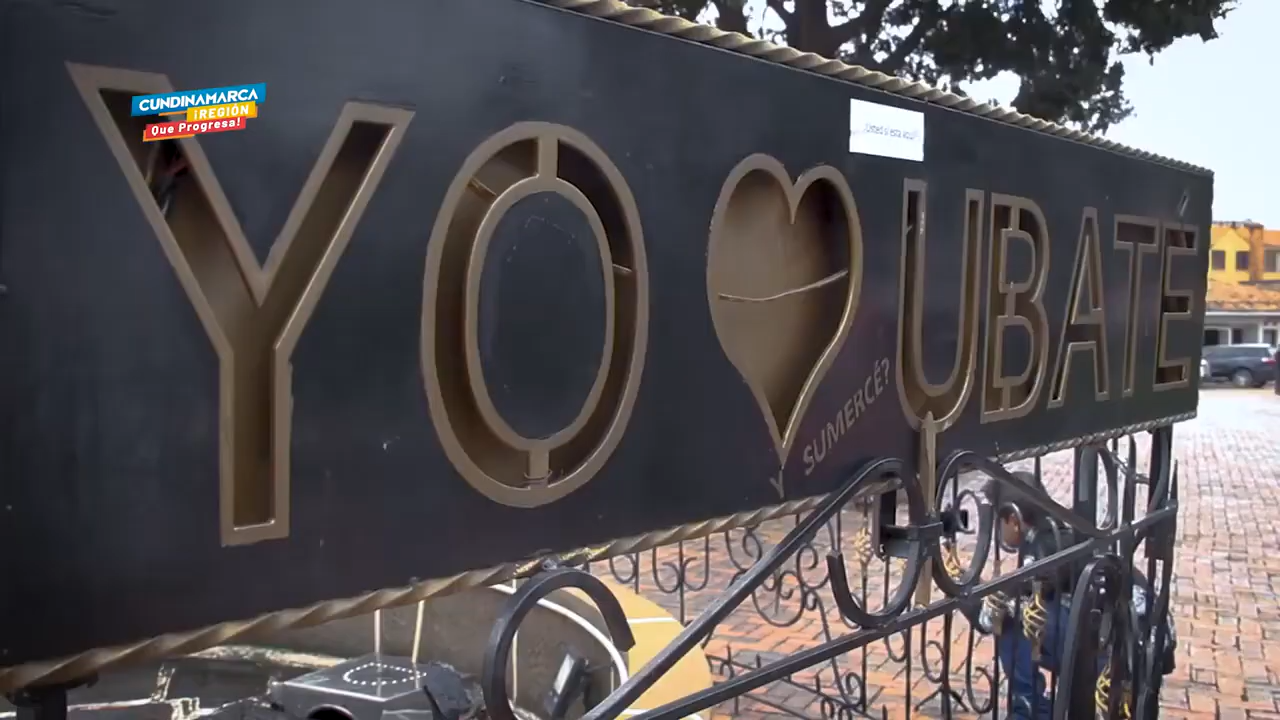 CUNDINAMARCA
¡REGIÓN
Que Progresa!
YO UBATÉ
Y SUMERCÉ?